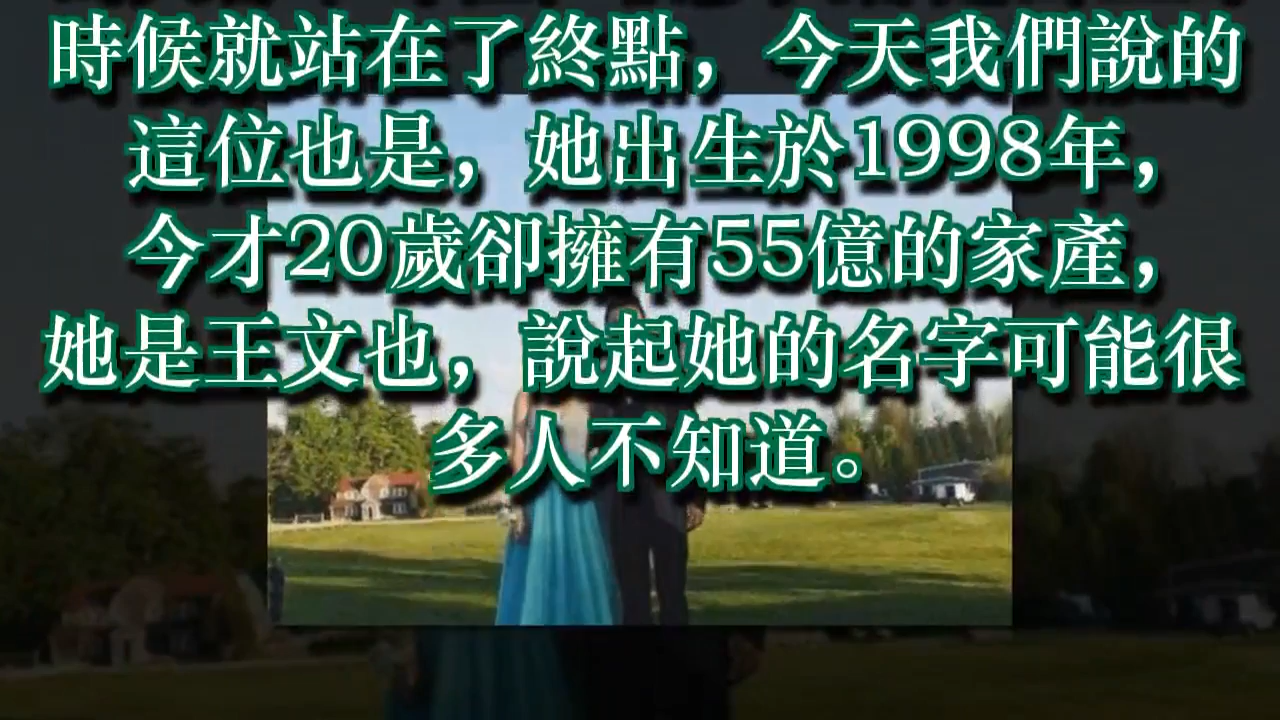 時候就站在了終點，今天我們說的
這位也是，她出生於1998年，
今才20歲卻擁有55億的家產，
她是王文也，說起她的名字可能很
多人不知道。